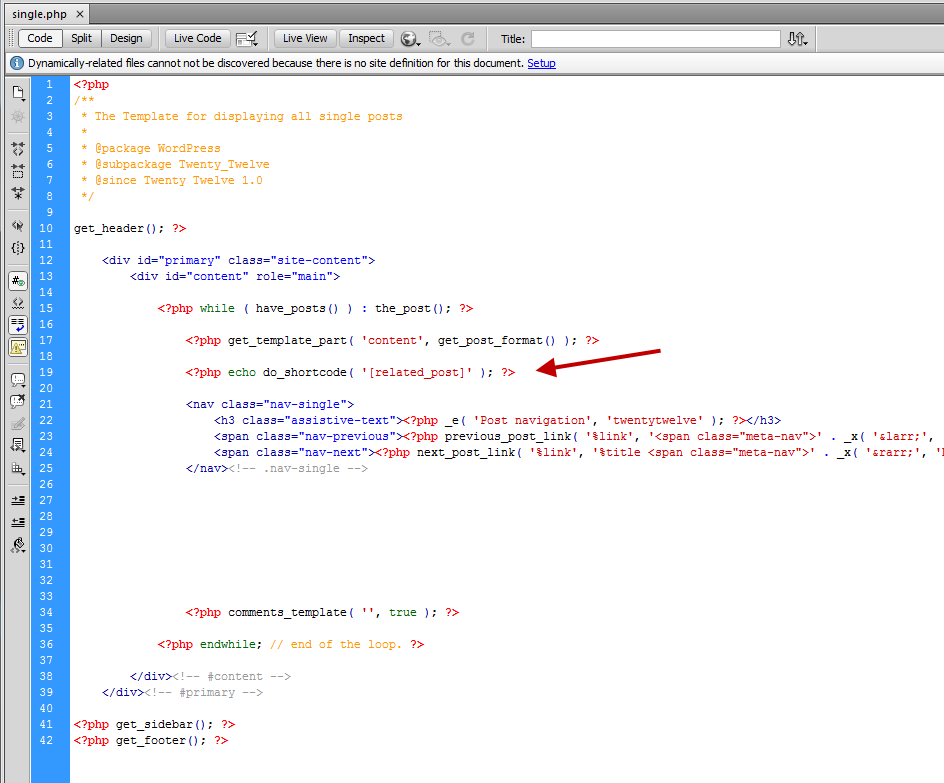 single.php ×
Code Split Design Live Code Live View Inspect Title:
Dynamically-related files cannot not be discovered because there is no site definition for this document. Setup
1 <?php
2 /**
3  * The Template for displaying all single posts
4  *
5  * @package WordPress
6  * @subpackage Twenty_Twelve
7  * @since Twenty Twelve 1.0
8  */
9
10 get_header(); ?>
11
12     <div id="primary" class="site-content">
13         <div id="content" role="main">
14
15             <?php while ( have_posts() ) : the_post(); ?>
16
17                 <?php get_template_part( 'content', get_post_format() ); ?>
18
19                 <?php echo do_shortcode( '[related_post]' ); ?>
20
21                 <nav class="nav-single">
22                     <h3 class="assistive-text"><?php _e( 'Post navigation', 'twentytwelve' ); ?></h3>
23                     <span class="nav-previous"><?php previous_post_link( '%link', '<span class="meta-nav">' . _x( '&larr;',
24                     <span class="nav-next"><?php next_post_link( '%link', '%title <span class="meta-nav">' . _x( '&rarr;', '
25                 </nav><!-- .nav-single -->
26
27
28
29
30
31
32
33
34                 <?php comments_template( '', true ); ?>
35
36             <?php endwhile; // end of the loop. ?>
37
38         </div><!-- #content -->
39     </div><!-- #primary -->
40
41 <?php get_sidebar(); ?>
42 <?php get_footer(); ?>